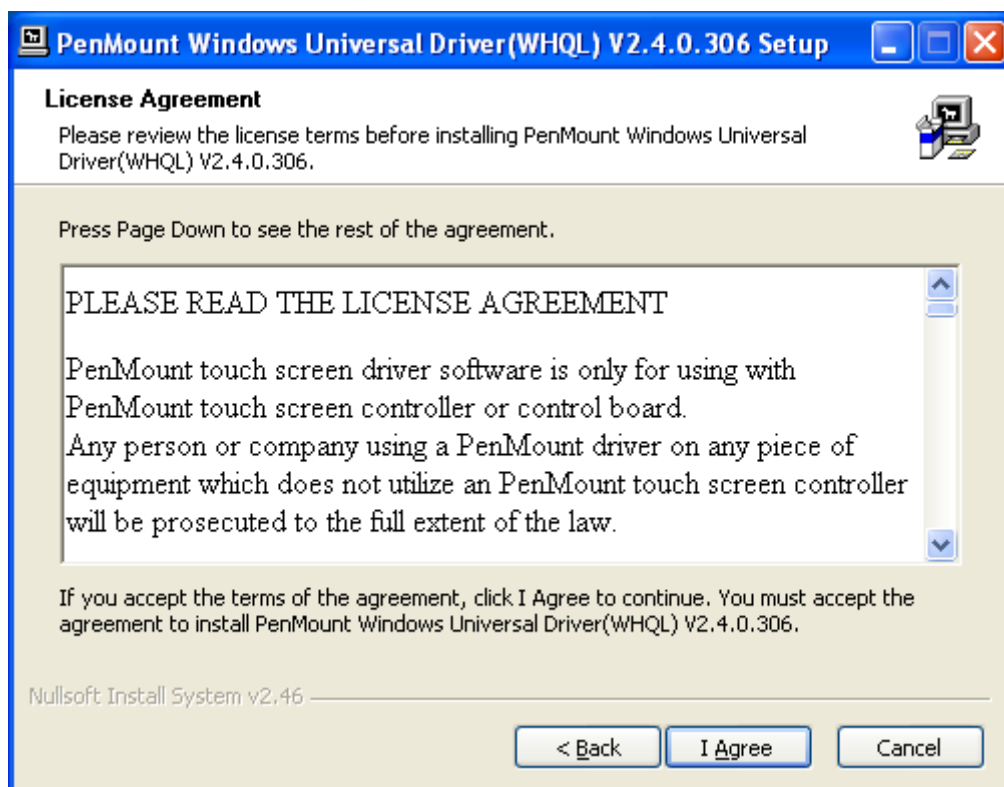 PenMount Windows Universal Driver(WHQL) V2.4.0.306 Setup
License Agreement
Please review the license terms before installing PenMount Windows Universal
Driver(WHQL) V2.4.0.306.
Press Page Down to see the rest of the agreement.
PLEASE READ THE LICENSE AGREEMENT
PenMount touch screen driver software is only for using with
PenMount touch screen controller or control board.
Any person or company using a PenMount driver on any piece of
equipment which does not utilize an PenMount touch screen controller
will be prosecuted to the full extent of the law.
If you accept the terms of the agreement, click I Agree to continue. You must accept the
agreement to install PenMount Windows Universal Driver(WHQL) V2.4.0.306.
Nullsoft Install System v2.46
< Back I Agree Cancel